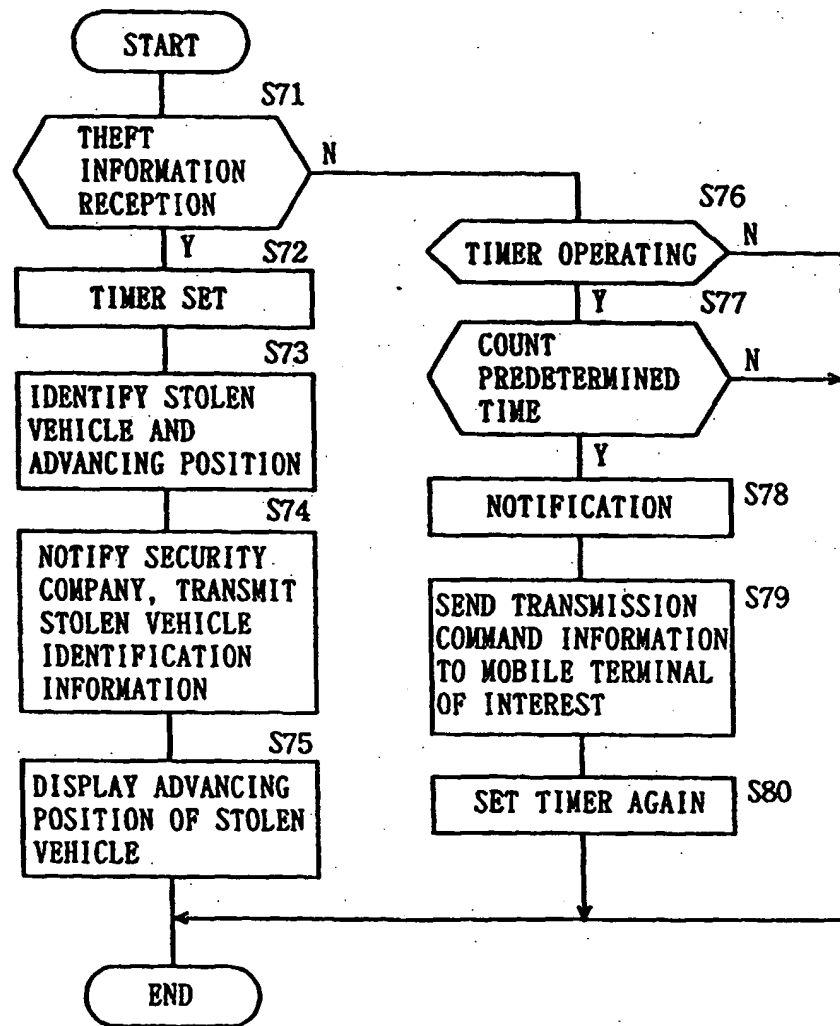 START
S71
THEFT
INFORMATION
RECEPTION
N
Y
S72
TIMER SET
S73
IDENTIFY STOLEN
VEHICLE AND
ADVANCING POSITION
S74
NOTIFY SECURITY
COMPANY, TRANSMIT
STOLEN VEHICLE
IDENTIFICATION
INFORMATION
S75
DISPLAY ADVANCING
POSITION OF STOLEN
VEHICLE
END
S76
TIMER OPERATING
N
Y
S77
COUNT
PREDETERMINED
TIME
N
Y
NOTIFICATION
S78
SEND TRANSMISSION
COMMAND INFORMATION
TO MOBILE TERMINAL
OF INTEREST
S79
SET TIMER AGAIN
S80